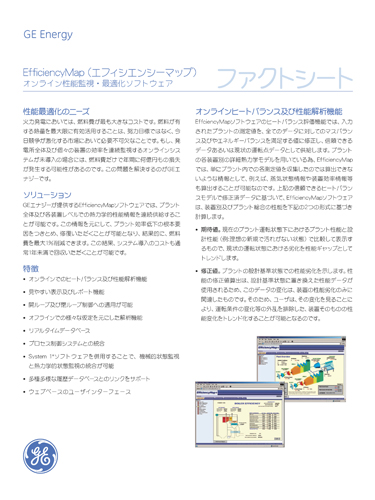 GE Energy
EfficiencyMap（エフィシエンシーマップ）
オンライン性能監視・最適化ソフトウェア
ファクトシート
性能最適化のニーズ
火力発電においては、燃料費が最も大きなコストです。燃料が有
する熱量を最大限に有効活用することは、努力目標ではなく、今
日競争が激化する市場において必要不可欠なことです。もし、発
電所全体及び個々の装置の効率を連続監視するオンラインシス
テムが未導入の場合には、燃料費だけで年間に何億円もの損失
が発生する可能性があるのです。この問題を解決するのがGEエ
ナジーです。
ソリューション
GEエナジーが提供するEfficiencyMapソフトウェアでは、プラント
全体及び各装置レベルでの熱力学的性能情報を連続供給するこ
とが可能です。この情報を元にして、プラント効率低下の根本要
因をつきとめ、修復いただくことが可能となり、結果的に、燃料
費を最大1%削減できます。この結果、システム導入のコストも通
常1年未満で回収いただくことが可能です。
特徴
• オンラインでのヒートバランス及び性能解析機能
• 見やすい表示及びレポート機能
• 開ループ及び閉ループ制御への適用が可能
• オフラインでの様々な仮定を元にした解析機能
• リアルタイムデータベース
• プロセス制御システムとの統合
• System 1®ソフトウェアを併用することで、機械的状態監視
と熱力学的状態監視の統合が可能
• 多種多様な履歴データベースとのリンクをサポート
• ウェブベースのユーザインターフェース
オンラインヒートバランス及び性能解析機能
EfficiencyMapソフトウェアのヒートバランス評価機能では、入力
されたプラントの測定値を、全てのデータに対してのマスバラン
ス及びやエネルギーバランスを満足する値に修正し、信頼できる
データあるいは現状の運転点データとして供給します。プラント
の各装置別の詳細熱力学モデルを用いている為、EfficiencyMap
では、単にプラント内での各測定値を収集しただけでは算出できな
いような情報として、例えば、蒸気状態情報や装置効率情報等
も算出することが可能なのです。上記の信頼できるヒートバラン
スモデルで修正済データに基づいて、EfficiencyMapソフトウェア
は、装置別及びプラント総合の性能を下記の2つの形式に基づき
計算します。
• 期待値。現在のプラント運転状態下におけるプラント性能と設
計性能（例:理想の新規で汚れがない状態）で比較して表示す
るもので、現状の運転状態における劣化を性能ギャップとして
トレンドします。
• 修正値。プラントの設計基準状態での性能劣化を示します。性
能の修正値算出は、設計基準状態に置き換えた性能データが
使用されるため、このデータの変化は、装置の性能劣化のみに
関連したものです。そのため、ユーザは、その変化を見ることに
より、運転条件の変化等の外乱を排除した、装置そのものの性
能変化をトレンド化することが可能となるのです。